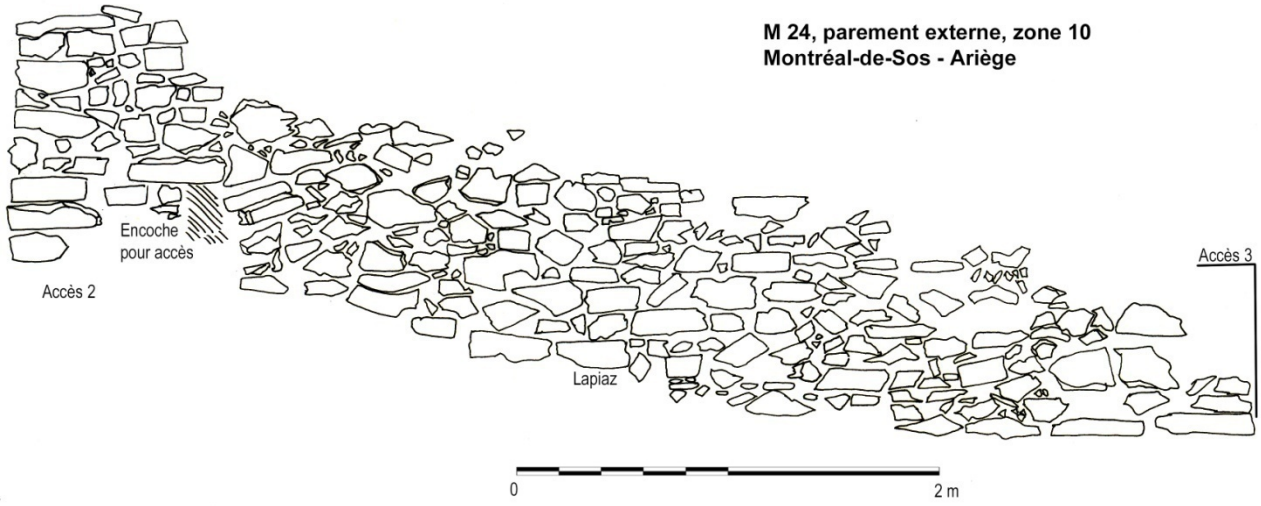 M 24, parement externe, zone 10
Montréal-de-Sos - Ariège
Encoche
pour accès
Accès 2
Accès 3
Lapiaz
0
2 m